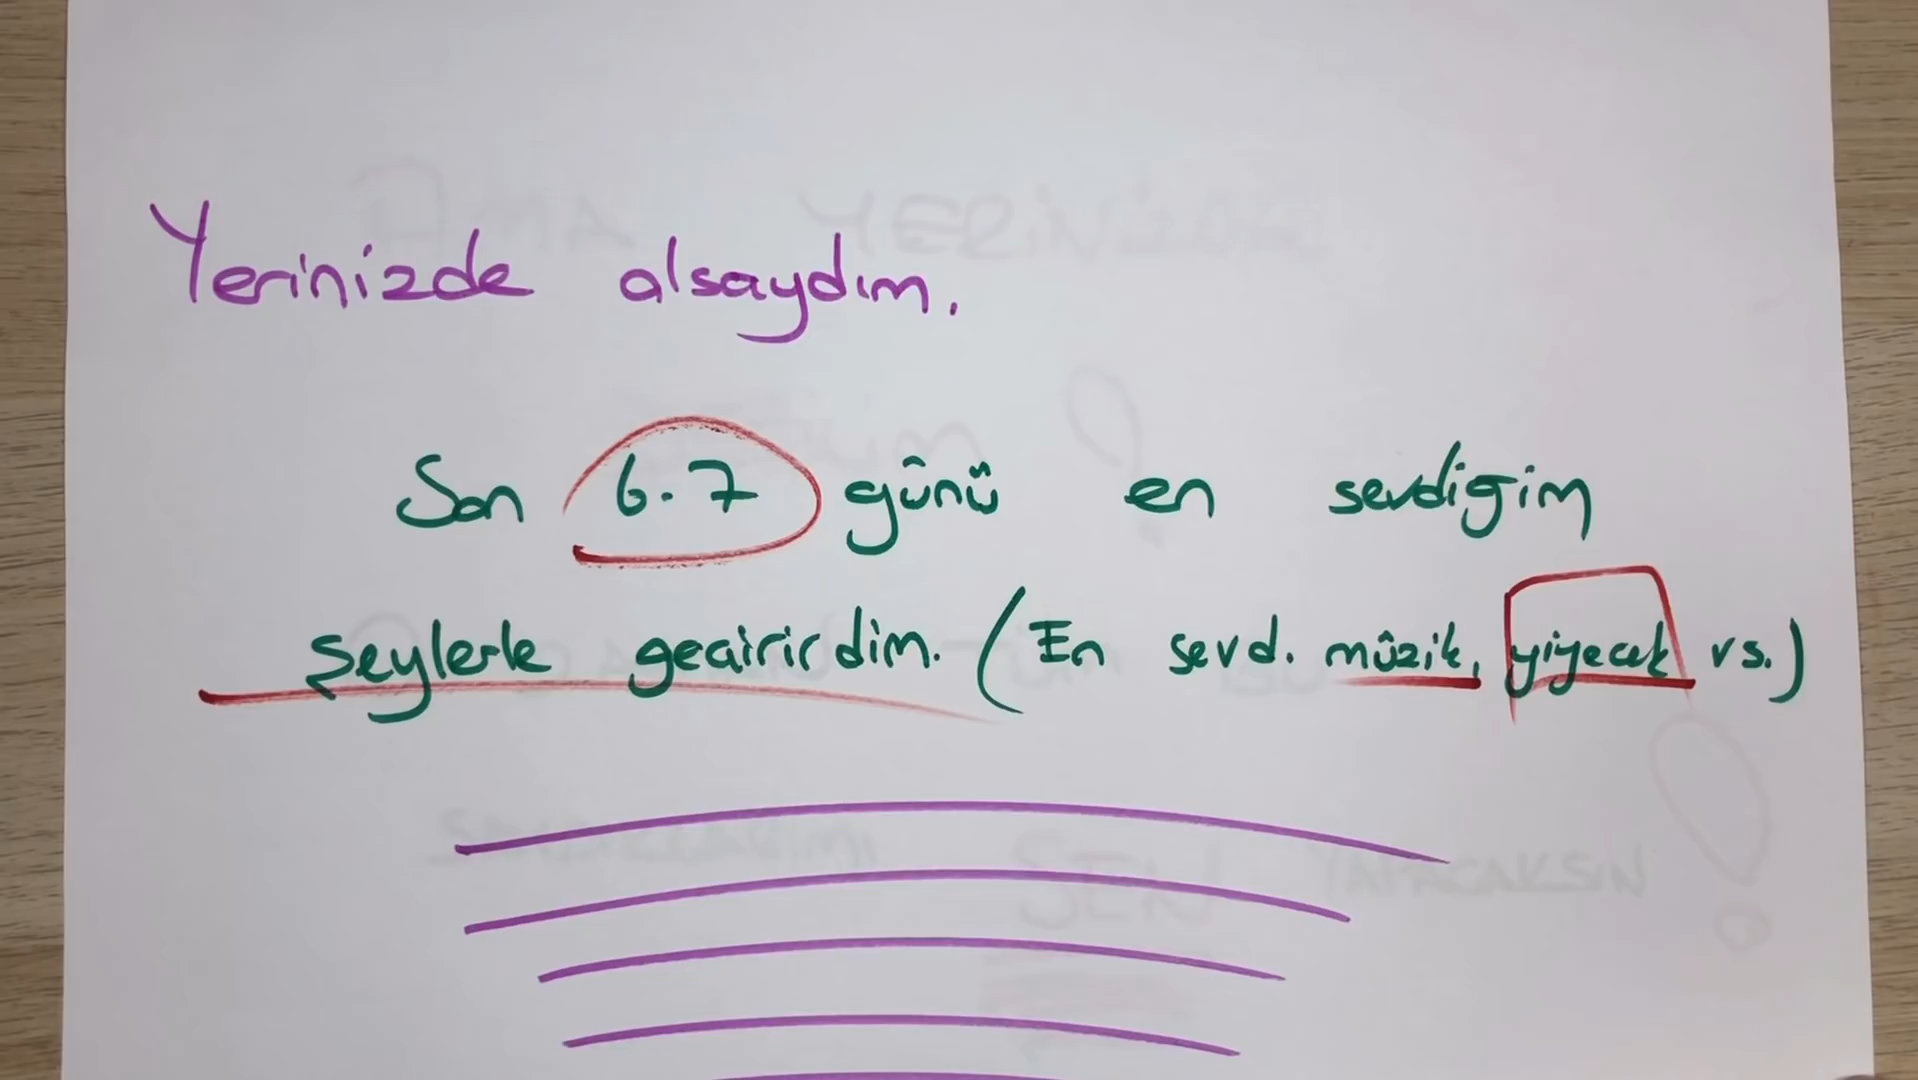 Yerinizde olsaydım.
Son 6.7 günü en sevdiğim
şeylerle geçirirdim. (En sevd. müzik, yiyecek vs.)